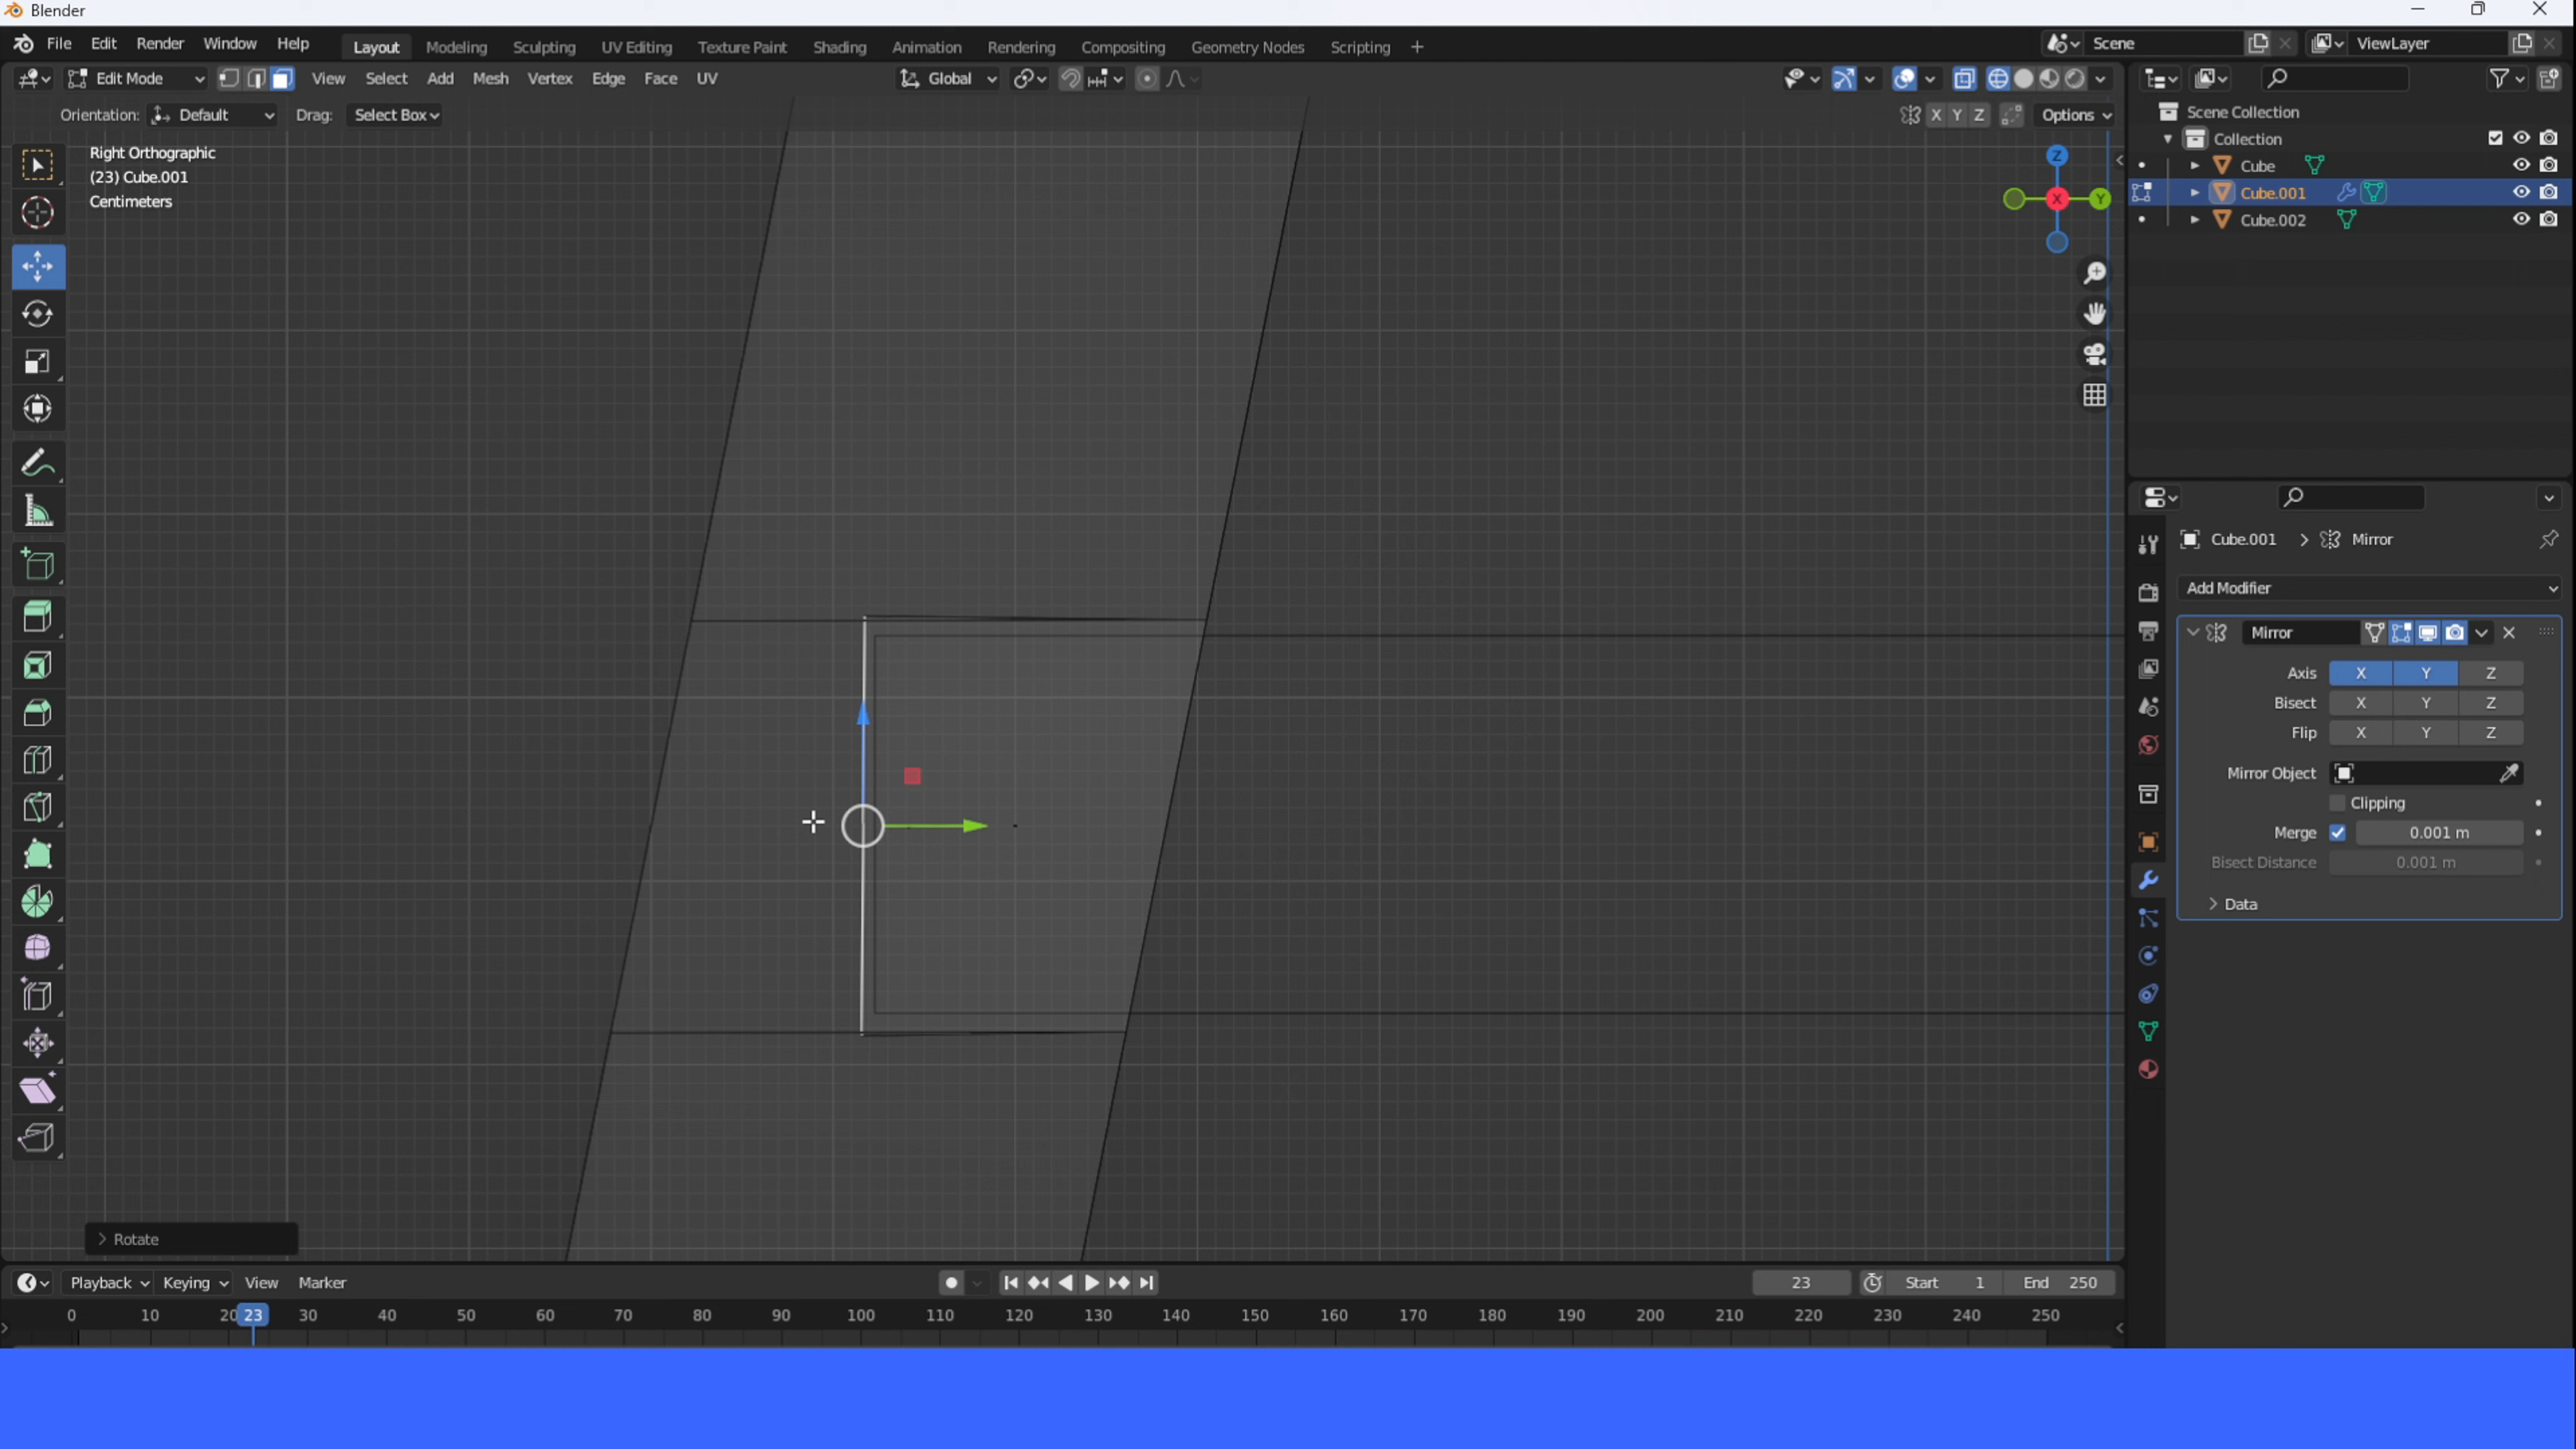 Blender
File Edit Render Window Help Layout Modeling Sculpting UV Editing Texture Paint Shading Animation Rendering Compositing Geometry Nodes Scripting + Scene ViewLayer
Edit Mode View Select Add Mesh Vertex Edge Face UV Global
Orientation: Default Drag: Select Box X Y Z Options
Right Orthographic
(23) Cube.001
Centimeters
Z
X
Y
Scene Collection
Collection
Cube
Cube.001
Cube.002
Cube.001 > Mirror
Add Modifier
Mirror
Axis X Y Z
Bisect X Y Z
Flip X Y Z
Mirror Object
Clipping
Merge 0.001 m
Bisect Distance 0.001 m
> Data
> Rotate
Playback Keying View Marker 23 Start 1 End 250
0 10 20 23 30 40 50 60 70 80 90 100 110 120 130 140 150 160 170 180 190 200 210 220 230 240 250